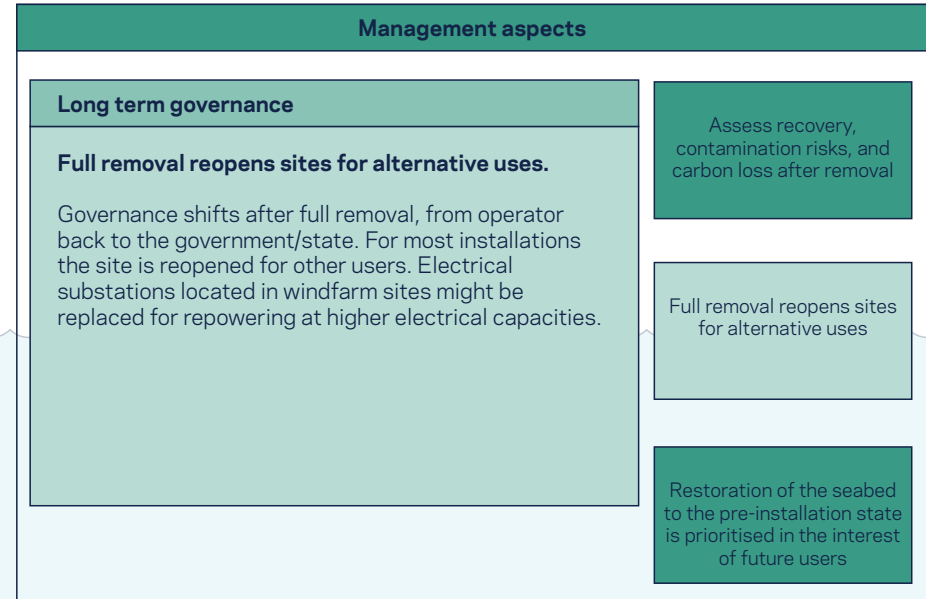 Management aspects
Long term governance
Full removal reopens sites for alternative uses.
Governance shifts after full removal, from operator
back to the government/state. For most installations
the site is reopened for other users. Electrical
substations located in windfarm sites might be
replaced for repowering at higher electrical capacities.
Assess recovery,
contamination risks, and
carbon loss after removal
Full removal reopens sites
for alternative uses
Restoration of the seabed
to the pre-installation state
is prioritised in the interest
of future users